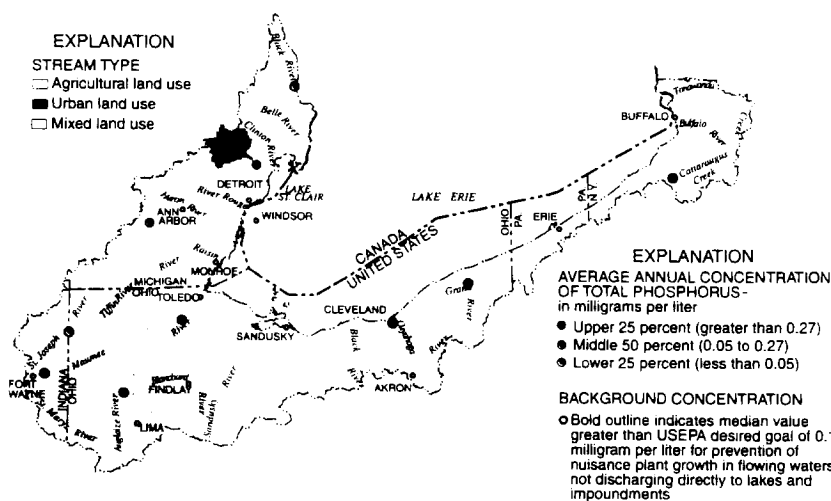 EXPLANATION
STREAM TYPE
Agricultural land use
Urban land use
Mixed land use
Black River
Belle River
Clinton River
DETROIT
LAKE
ST. CLAIR
WINDSOR
River Rouge
Huron
River
ANN
ARBOR
River
Raisin
MONROE
MICHIGAN
OHIO
TOLEDO
River
Tiffin River
St. Joseph
River
Maumee
FORT
WAYNE
INDIANA
OHIO
St.
Mary
River
Auglaize River
LIMA
Blanchard
FINDLAY
Sandusky
River
SANDUSKY
Black
River
CLEVELAND
Cuyahoga
River
AKRON
Grand
River
LAKE ERIE
CANADA
UNITED STATES
OHIO
PA
PA
N Y
ERIE
BUFFALO
Tonawanda
Creek
Buffalo
River
Cattaraugus
Creek
EXPLANATION
AVERAGE ANNUAL CONCENTRATION
OF TOTAL PHOSPHORUS-
in milligrams per liter
Upper 25 percent (greater than 0.27)
Middle 50 percent (0.05 to 0.27)
Lower 25 percent (less than 0.05)
BACKGROUND CONCENTRATION
Bold outline indicates median value
greater than USEPA desired goal of 0.1
milligram per liter for prevention of
nuisance plant growth in flowing waters
not discharging directly to lakes and
impoundments